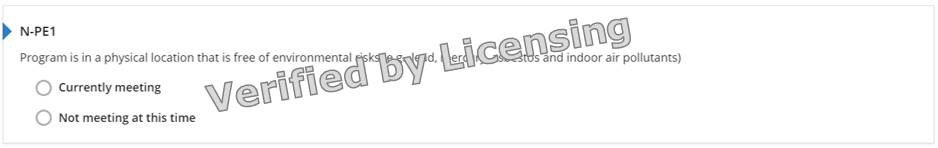 N-PE1
Program is in a physical location that is free of environmental risks (e.g., lead, mercury, asbestos and indoor air pollutants)
Currently meeting
Not meeting at this time
Verified by Licensing